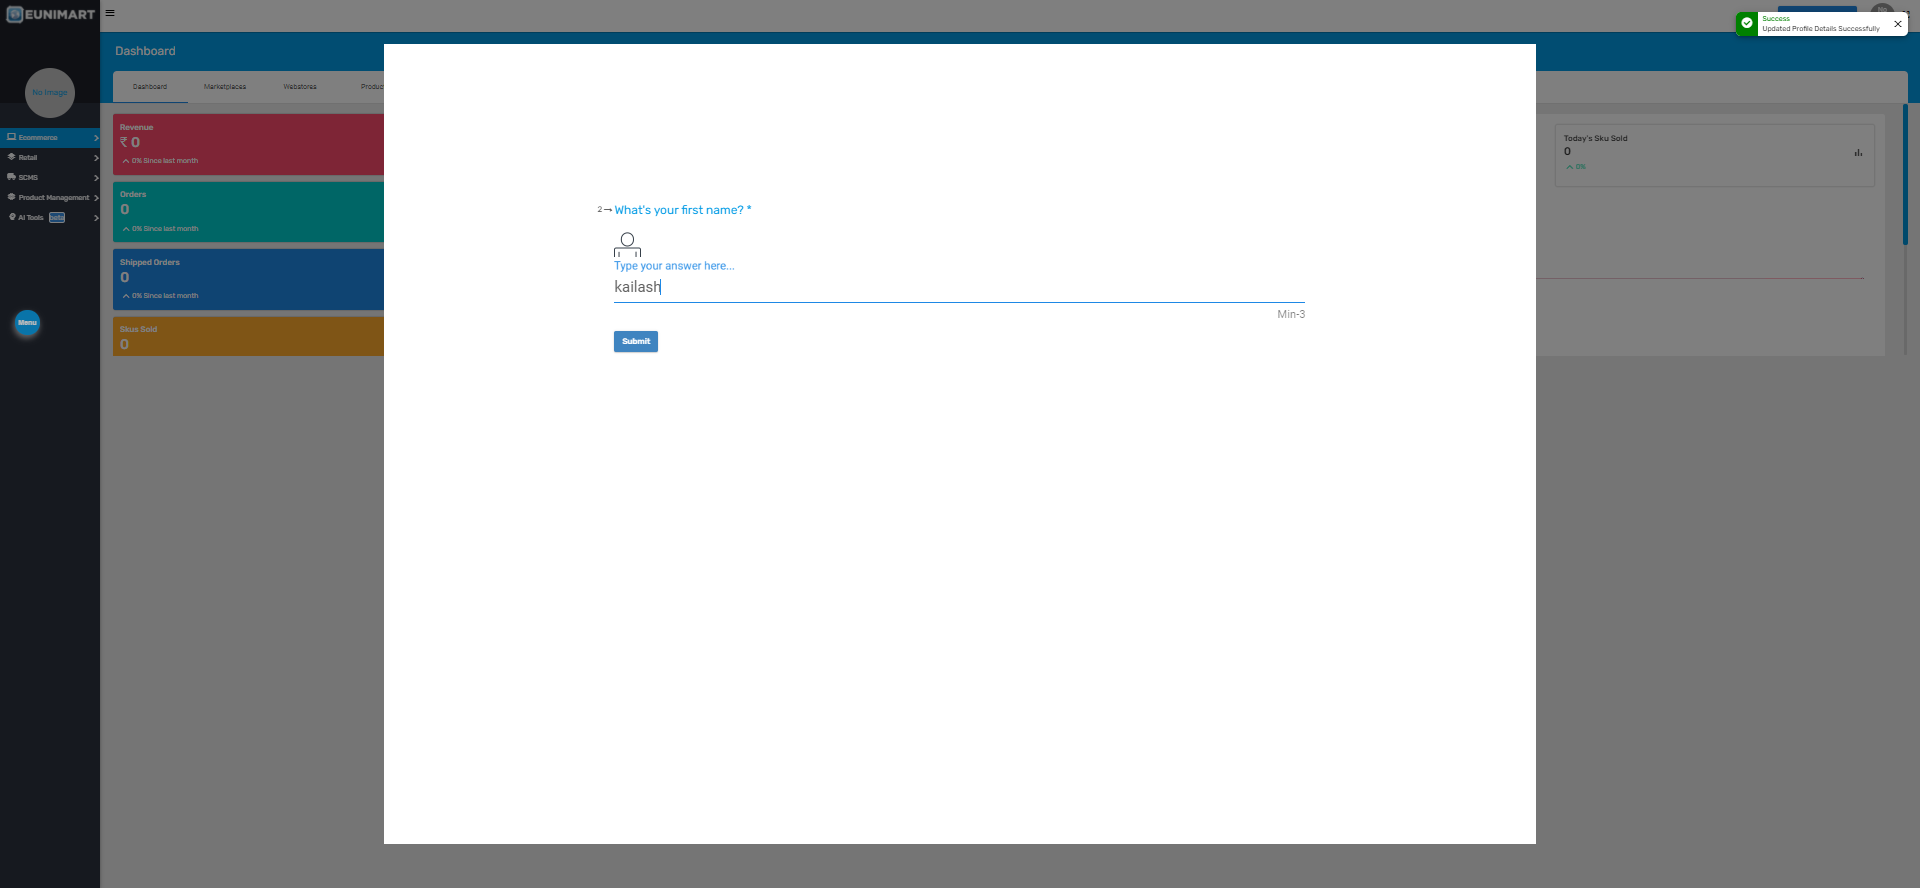 EUNIMART
Success
Updated Profile Details Successfully
Dashboard
No Image
Dashboard
Marketplaces
Webstores
Produc
Ecommerce
Retail
SCMS
Product Management
AI Tools beta
Menu
Revenue
₹ 0
0% Since last month
Orders
0
0% Since last month
Shipped Orders
0
0% Since last month
Skus Sold
0
2 → What's your first name? *
Type your answer here...
kailash
Min-3
Submit
Today's Sku Sold
0
0%